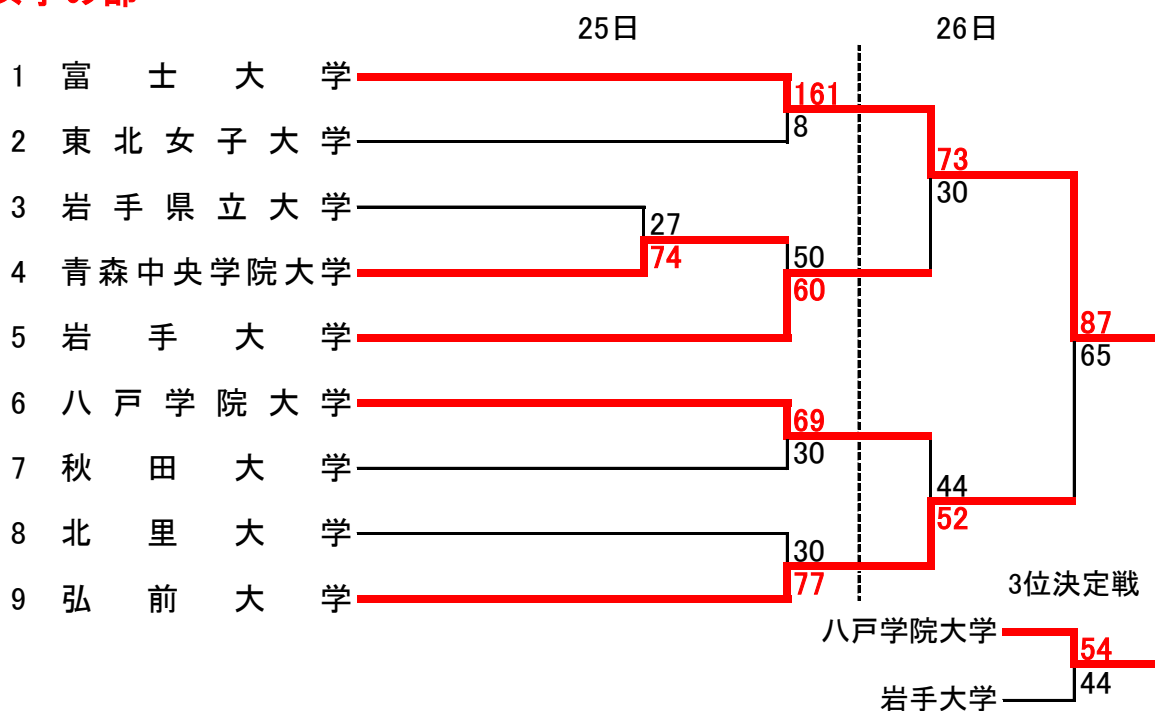 の部
25日 26日
1 富士大学
161
8
2 東北女子大学
73
30
3 岩手県立大学
27
74
4 青森中央学院大学
50
60
5 岩手大学
87
65
6 八戸学院大学
69
30
7 秋田大学
44
52
8 北里大学
30
77
9 弘前大学
3位決定戦
八戸学院大学
54
44
岩手大学